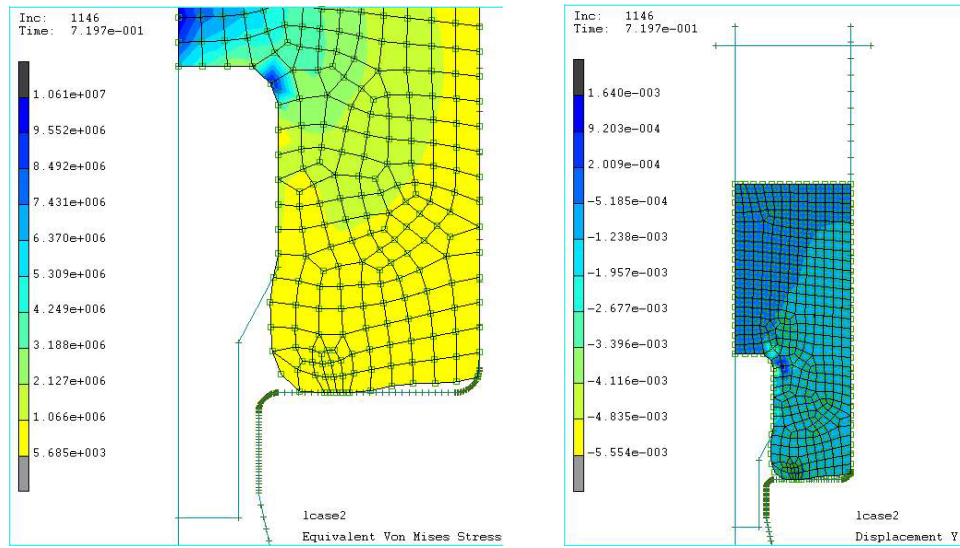 Inc: 1146
Time: 7.197e-001
1.061e+007
9.552e+006
8.492e+006
7.431e+006
6.370e+006
5.309e+006
4.249e+006
3.188e+006
2.127e+006
1.066e+006
5.685e+003
lcase2
Equivalent Von Mises Stress
Inc: 1146
Time: 7.197e-001
1.640e-003
9.203e-004
2.009e-004
-5.185e-004
-1.238e-003
-1.957e-003
-2.677e-003
-3.396e-003
-4.116e-003
-4.835e-003
-5.554e-003
lcase2
Displacement Y